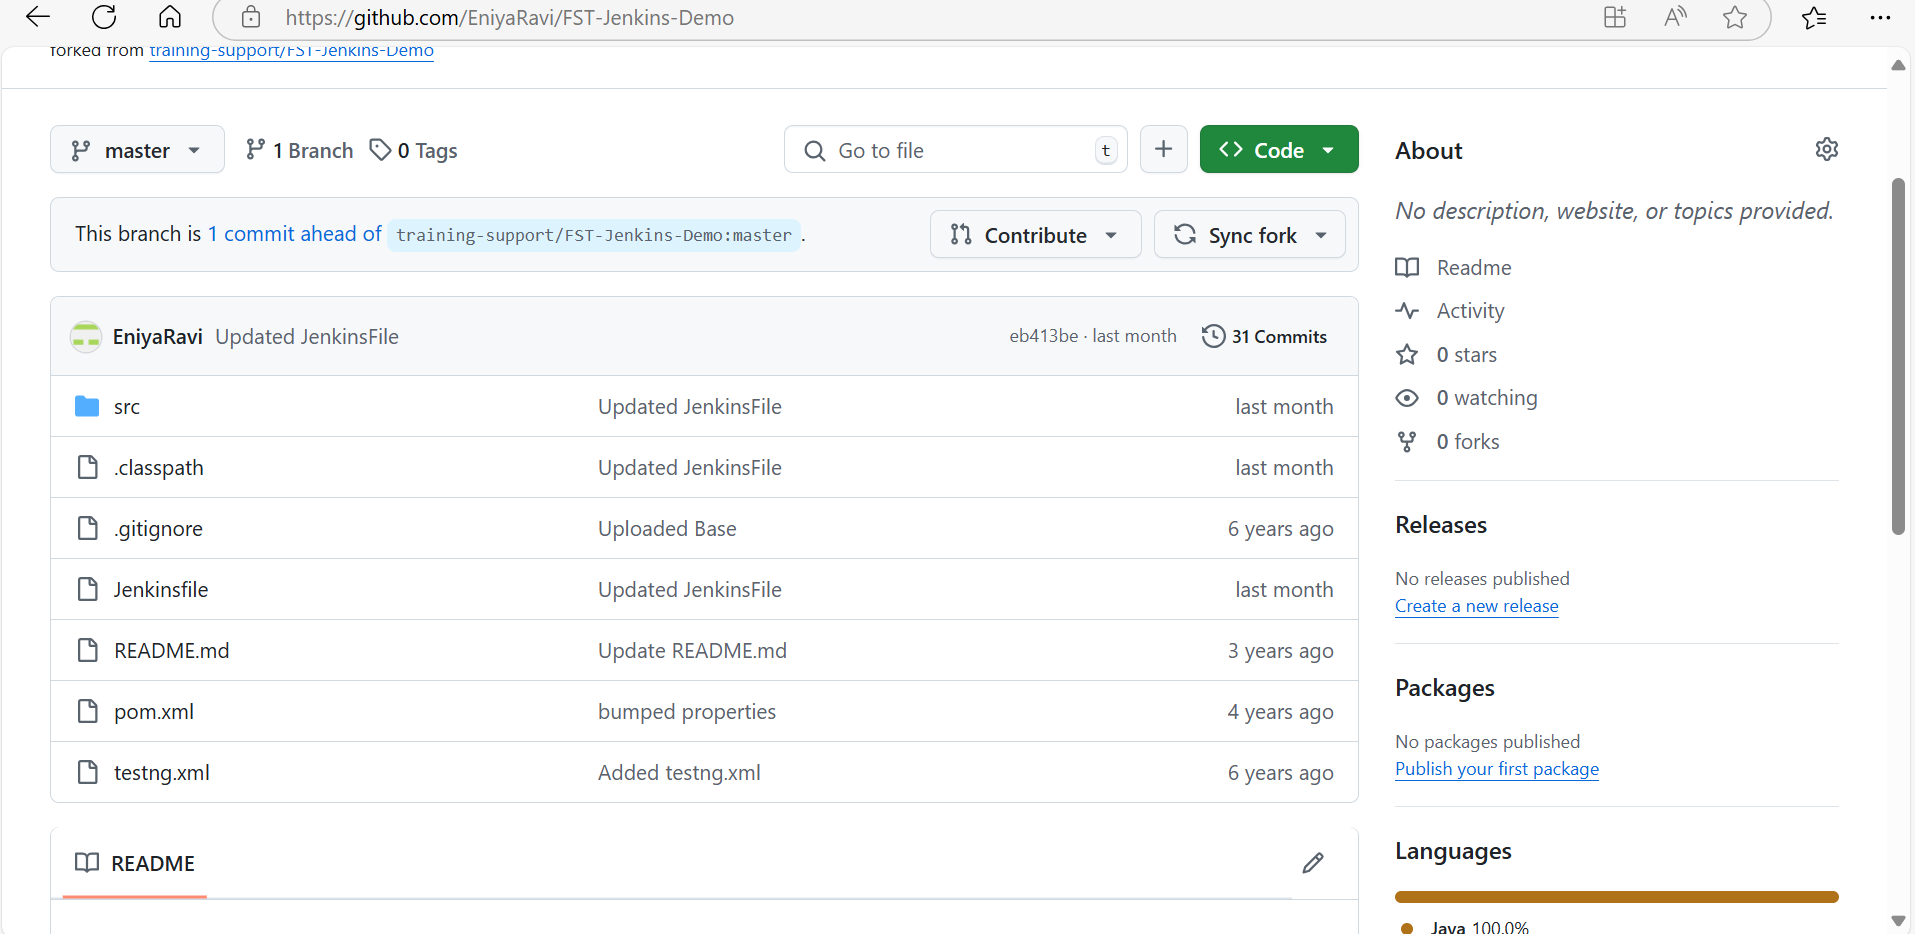 https://github.com/EniyaRavi/FST-Jenkins-Demo
forked from training-support/FST-Jenkins-Demo
master 1 Branch 0 Tags Go to file t + Code
This branch is 1 commit ahead of training-support/FST-Jenkins-Demo:master .
Contribute Sync fork
EniyaRavi Updated JenkinsFile eb413be · last month 31 Commits
src Updated JenkinsFile last month
.classpath Updated JenkinsFile last month
.gitignore Uploaded Base 6 years ago
Jenkinsfile Updated JenkinsFile last month
README.md Update README.md 3 years ago
pom.xml bumped properties 4 years ago
testng.xml Added testng.xml 6 years ago
README
About
No description, website, or topics provided.
Readme
Activity
0 stars
0 watching
0 forks
Releases
No releases published
Create a new release
Packages
No packages published
Publish your first package
Languages
Java 100.0%